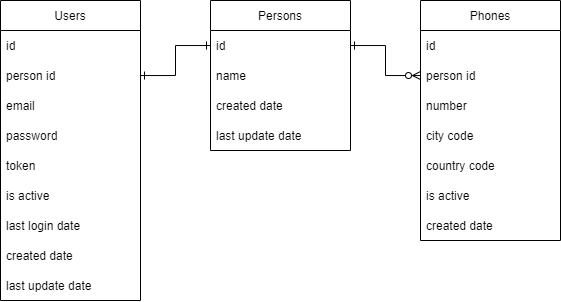 Users
id
person id
email
password
token
is active
last login date
created date
last update date
Persons
id
name
created date
last update date
Phones
id
person id
number
city code
country code
is active
created date